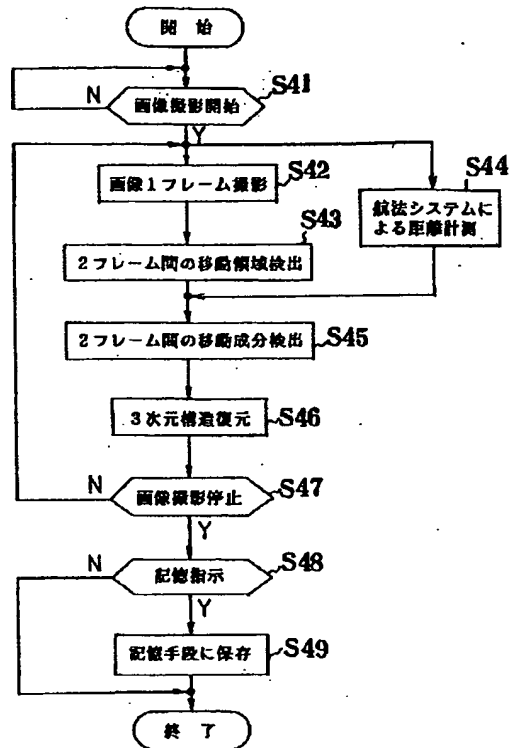 開 始
N
画像撮影開始
S41
Y
画像1フレーム撮影
S42
S44
航法システムに
よる距離計測
S43
2フレーム間の移動領域検出
2フレーム間の移動成分検出
S45
3次元構造復元
S46
N
画像撮影停止
S47
Y
N
記憶指示
S48
Y
記憶手段に保存
S49
終 了